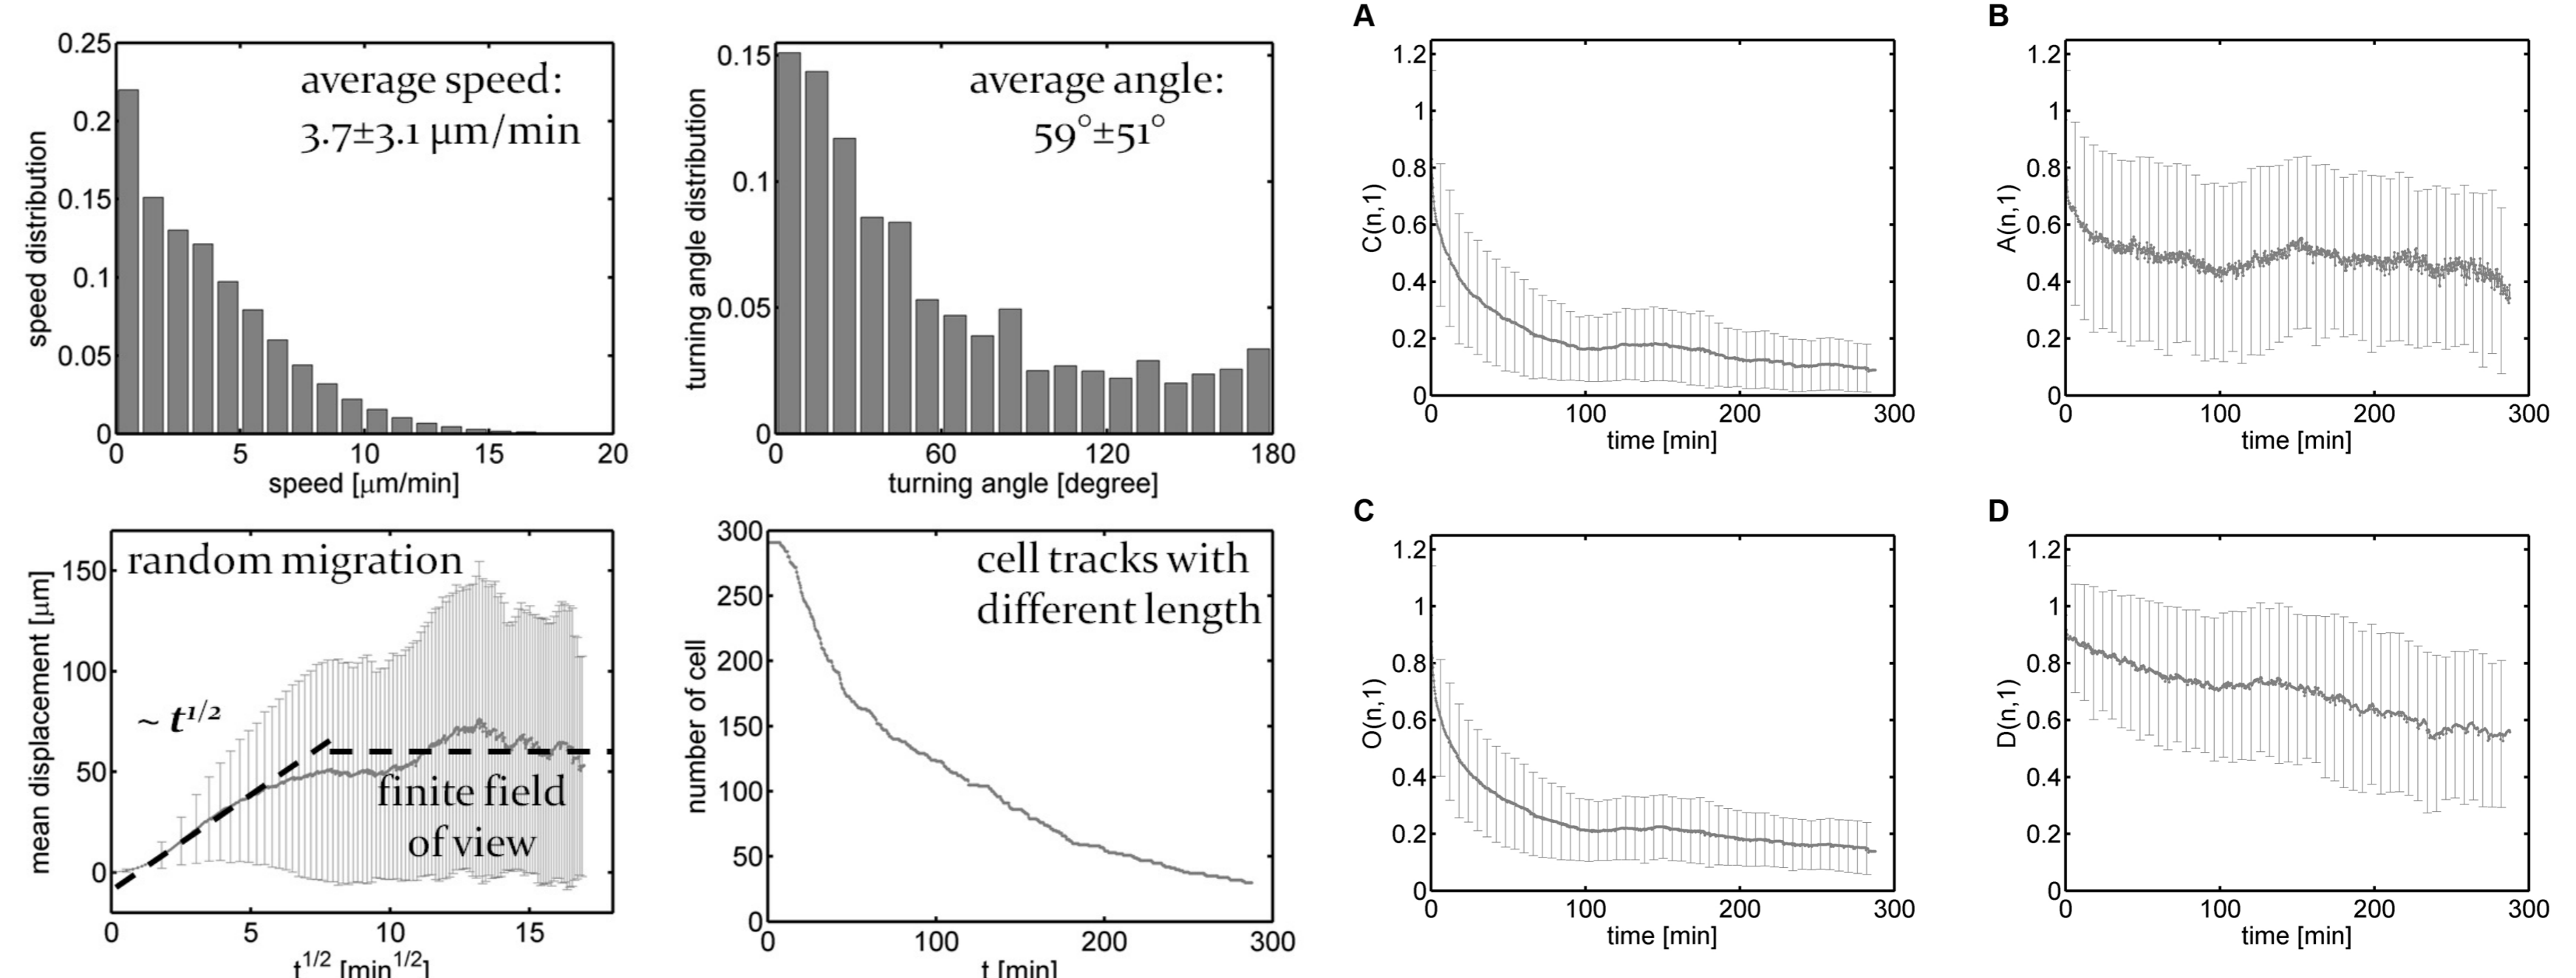 0.25
0.2
0.15
0.1
0.05
0
speed distribution
average speed:
3.7±3.1 μm/min
0 5 10 15 20
speed [μm/min]
0.15
0.1
0.05
0
turning angle distribution
average angle:
59°±51°
0 60 120 180
turning angle [degree]
150
100
50
0
mean displacement [μm]
random migration
~ t1/2
finite field
of view
0 5 10 15
t1/2 [min1/2]
300
250
200
150
100
50
0
number of cell
cell tracks with
different length
0 100 200 300
t [min]
A
1.2
1
0.8
0.6
0.4
0.2
0
C(n,1)
0 100 200 300
time [min]
B
1.2
1
0.8
0.6
0.4
0.2
0
A(n,1)
0 100 200 300
time [min]
C
1.2
1
0.8
0.6
0.4
0.2
0
O(n,1)
0 100 200 300
time [min]
D
1.2
1
0.8
0.6
0.4
0.2
0
D(n,1)
0 100 200 300
time [min]